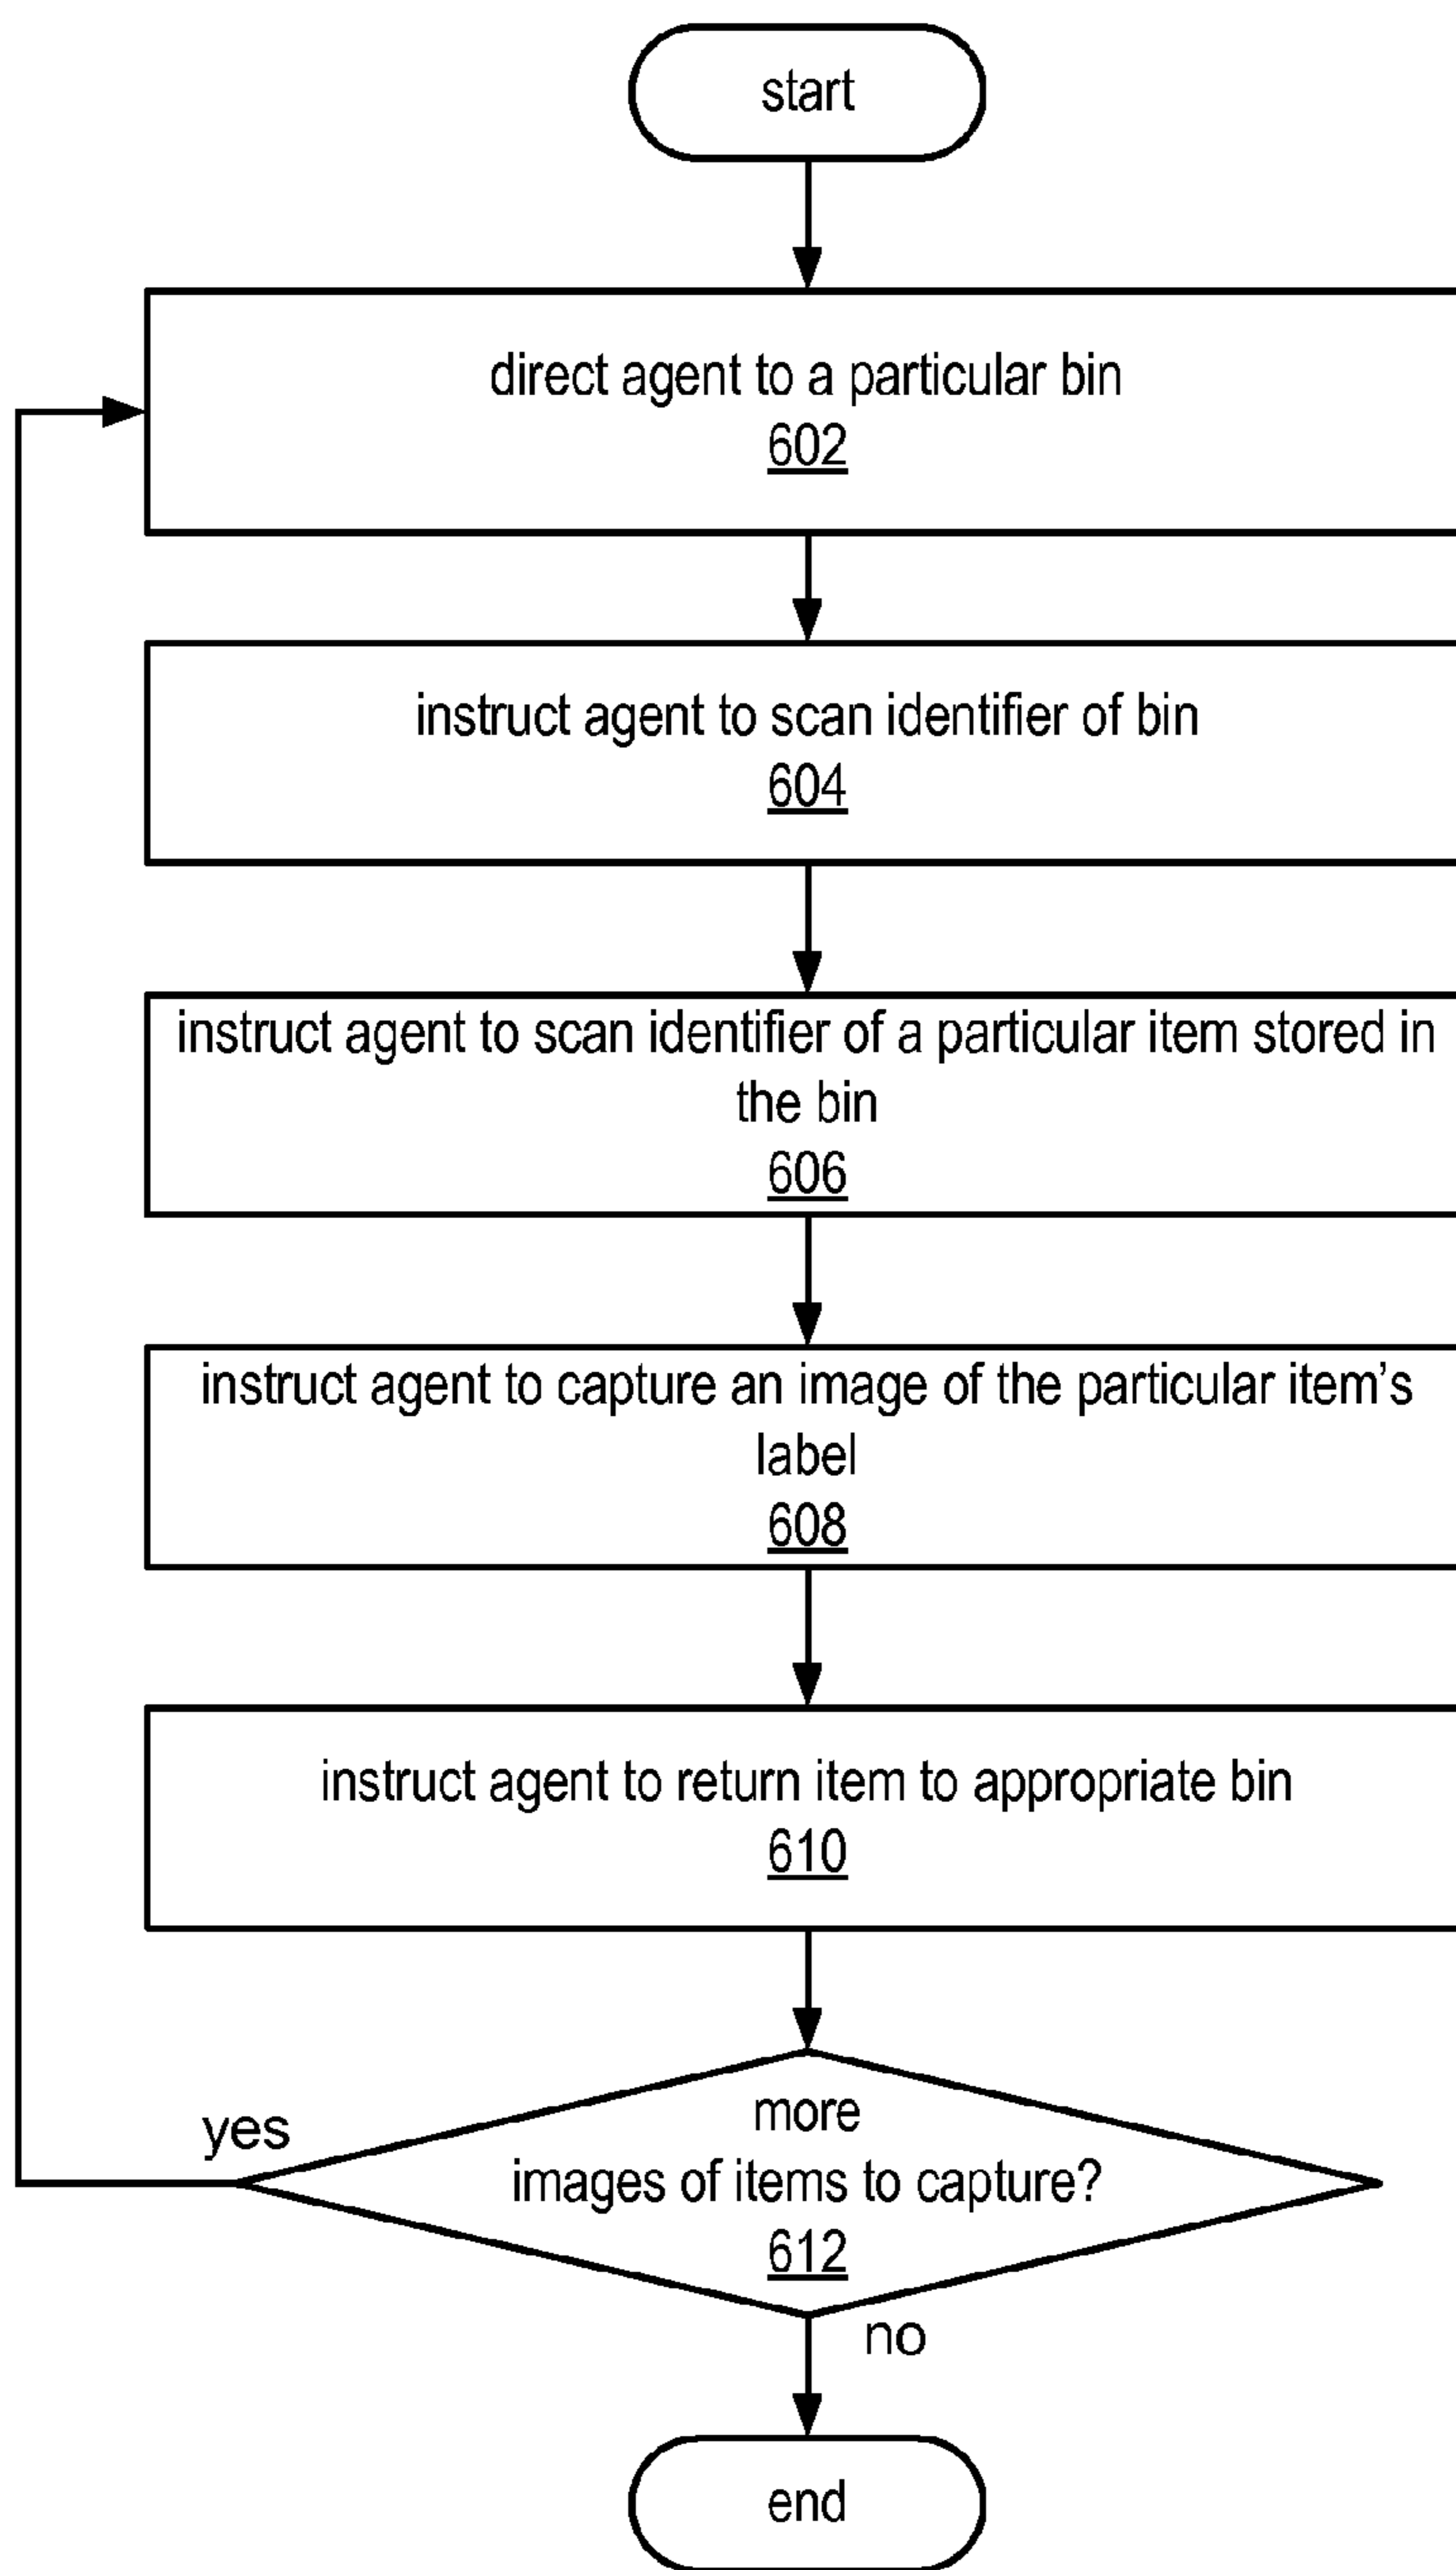 start
direct agent to a particular bin
602
instruct agent to scan identifier of bin
604
instruct agent to scan identifier of a particular item stored in
the bin
606
instruct agent to capture an image of the particular item’s
label
608
instruct agent to return item to appropriate bin
610
yes
more
images of items to capture?
612
no
end